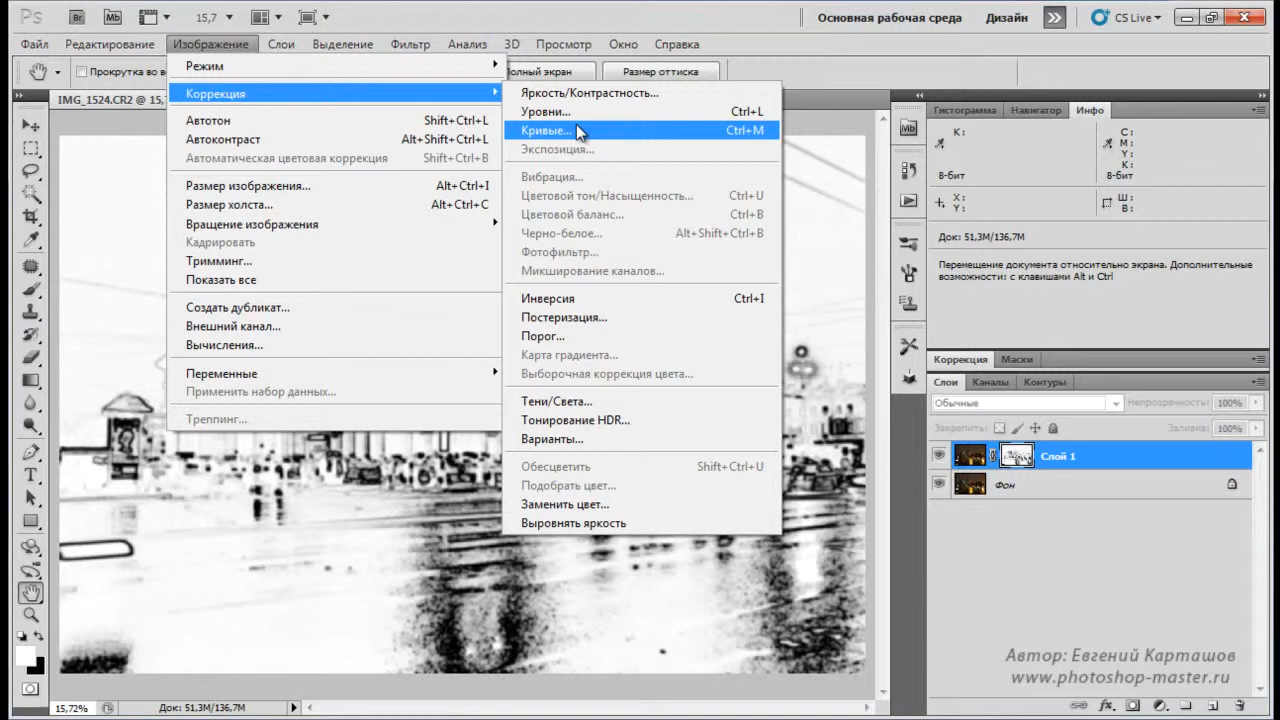 Ps Br Mb 15,7 Основная рабочая среда Дизайн CS Live
Файл Редактирование Изображение Слои Выделение Фильтр Анализ 3D Просмотр Окно Справка
Прокрутка во вс
олный экран Размер оттиска
IMG_1524.CR2 @ 15,7
Режим
Коррекция
Автотон Shift+Ctrl+L
Автоконтраст Alt+Shift+Ctrl+L
Автоматическая цветовая коррекция Shift+Ctrl+B
Размер изображения... Alt+Ctrl+I
Размер холста... Alt+Ctrl+C
Вращение изображения
Кадрировать
Тримминг...
Показать все
Создать дубликат...
Внешний канал...
Вычисления...
Переменные
Применить набор данных...
Треппинг...
Яркость/Контрастность...
Уровни... Ctrl+L
Кривые... Ctrl+M
Экспозиция...
Вибрация...
Цветовой тон/Насыщенность... Ctrl+U
Цветовой баланс... Ctrl+B
Черно-белое... Alt+Shift+Ctrl+B
Фотофильтр...
Микширование каналов...
Инверсия Ctrl+I
Постеризация...
Порог...
Карта градиента...
Выборочная коррекция цвета...
Тени/Света...
Тонирование HDR...
Варианты...
Обесцветить Shift+Ctrl+U
Подобрать цвет...
Заменить цвет...
Выровнять яркость
Mb
Гистограмма Навигатор Инфо
K: C:
M:
Y:
K:
8-бит 8-бит
X: Ш:
Y: В:
Док: 51,3M/136,7M
Перемещение документа относительно экрана. Дополнительные
возможности: с клавишами Alt и Ctrl
Коррекция Маски
Слои Каналы Контуры
Обычные Непрозрачность: 100%
Закрепить: Заливка: 100%
Слой 1
Фон
Автор: Евгений Карташов
www.photoshop-master.ru
15,72% Док: 51,3M/136,7M